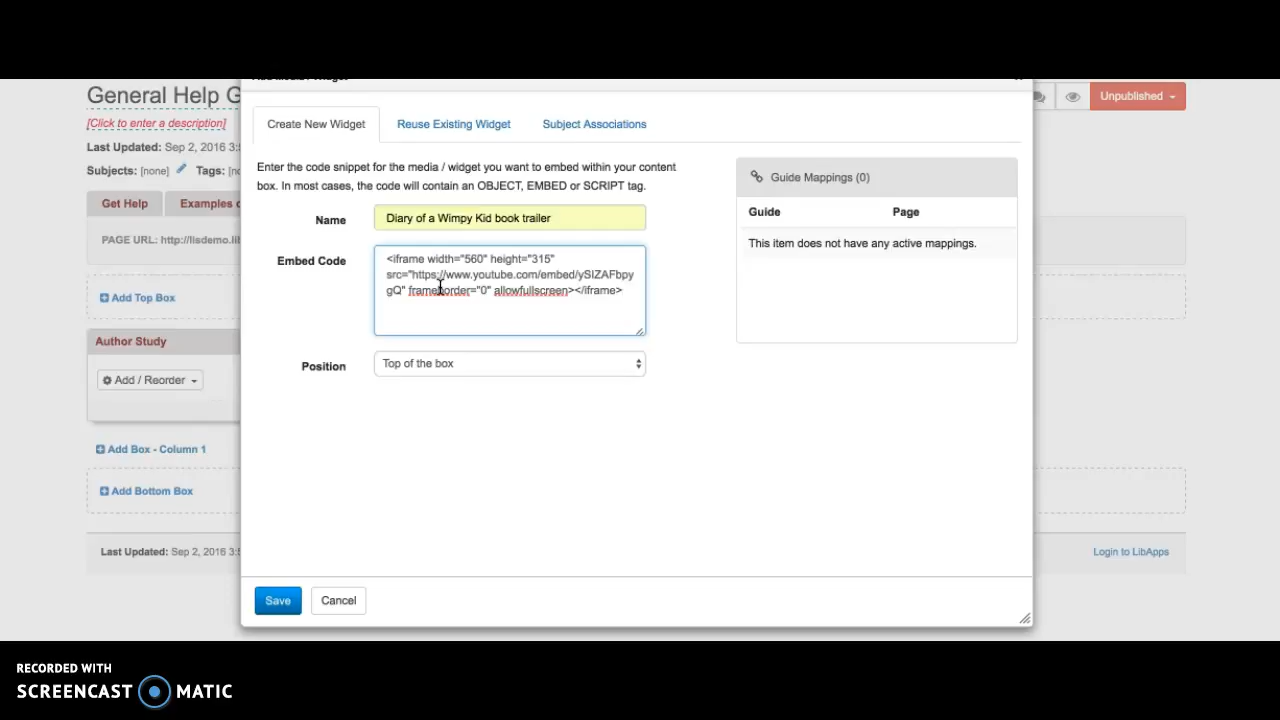 General Help G
[Click to enter a description]
Last Updated: Sep 2, 2016 3:5
Subjects: [none] Tags: [no
Unpublished
Get Help
Examples o
PAGE URL: http://lisdemo.lib
Add Top Box
Author Study
Add / Reorder
Add Box - Column 1
Add Bottom Box
Last Updated: Sep 2, 2016 3:5
Login to LibApps
Create New Widget
Reuse Existing Widget
Subject Associations
Enter the code snippet for the media / widget you want to embed within your content
box. In most cases, the code will contain an OBJECT, EMBED or SCRIPT tag.
Name
Diary of a Wimpy Kid book trailer
Embed Code
<iframe width="560" height="315"
src="https://www.youtube.com/embed/ySIZAFbpy
gQ" frameborder="0" allowfullscreen></iframe>
Position
Top of the box
Guide Mappings (0)
Guide
Page
This item does not have any active mappings.
Save
Cancel
RECORDED WITH
SCREENCAST MATIC